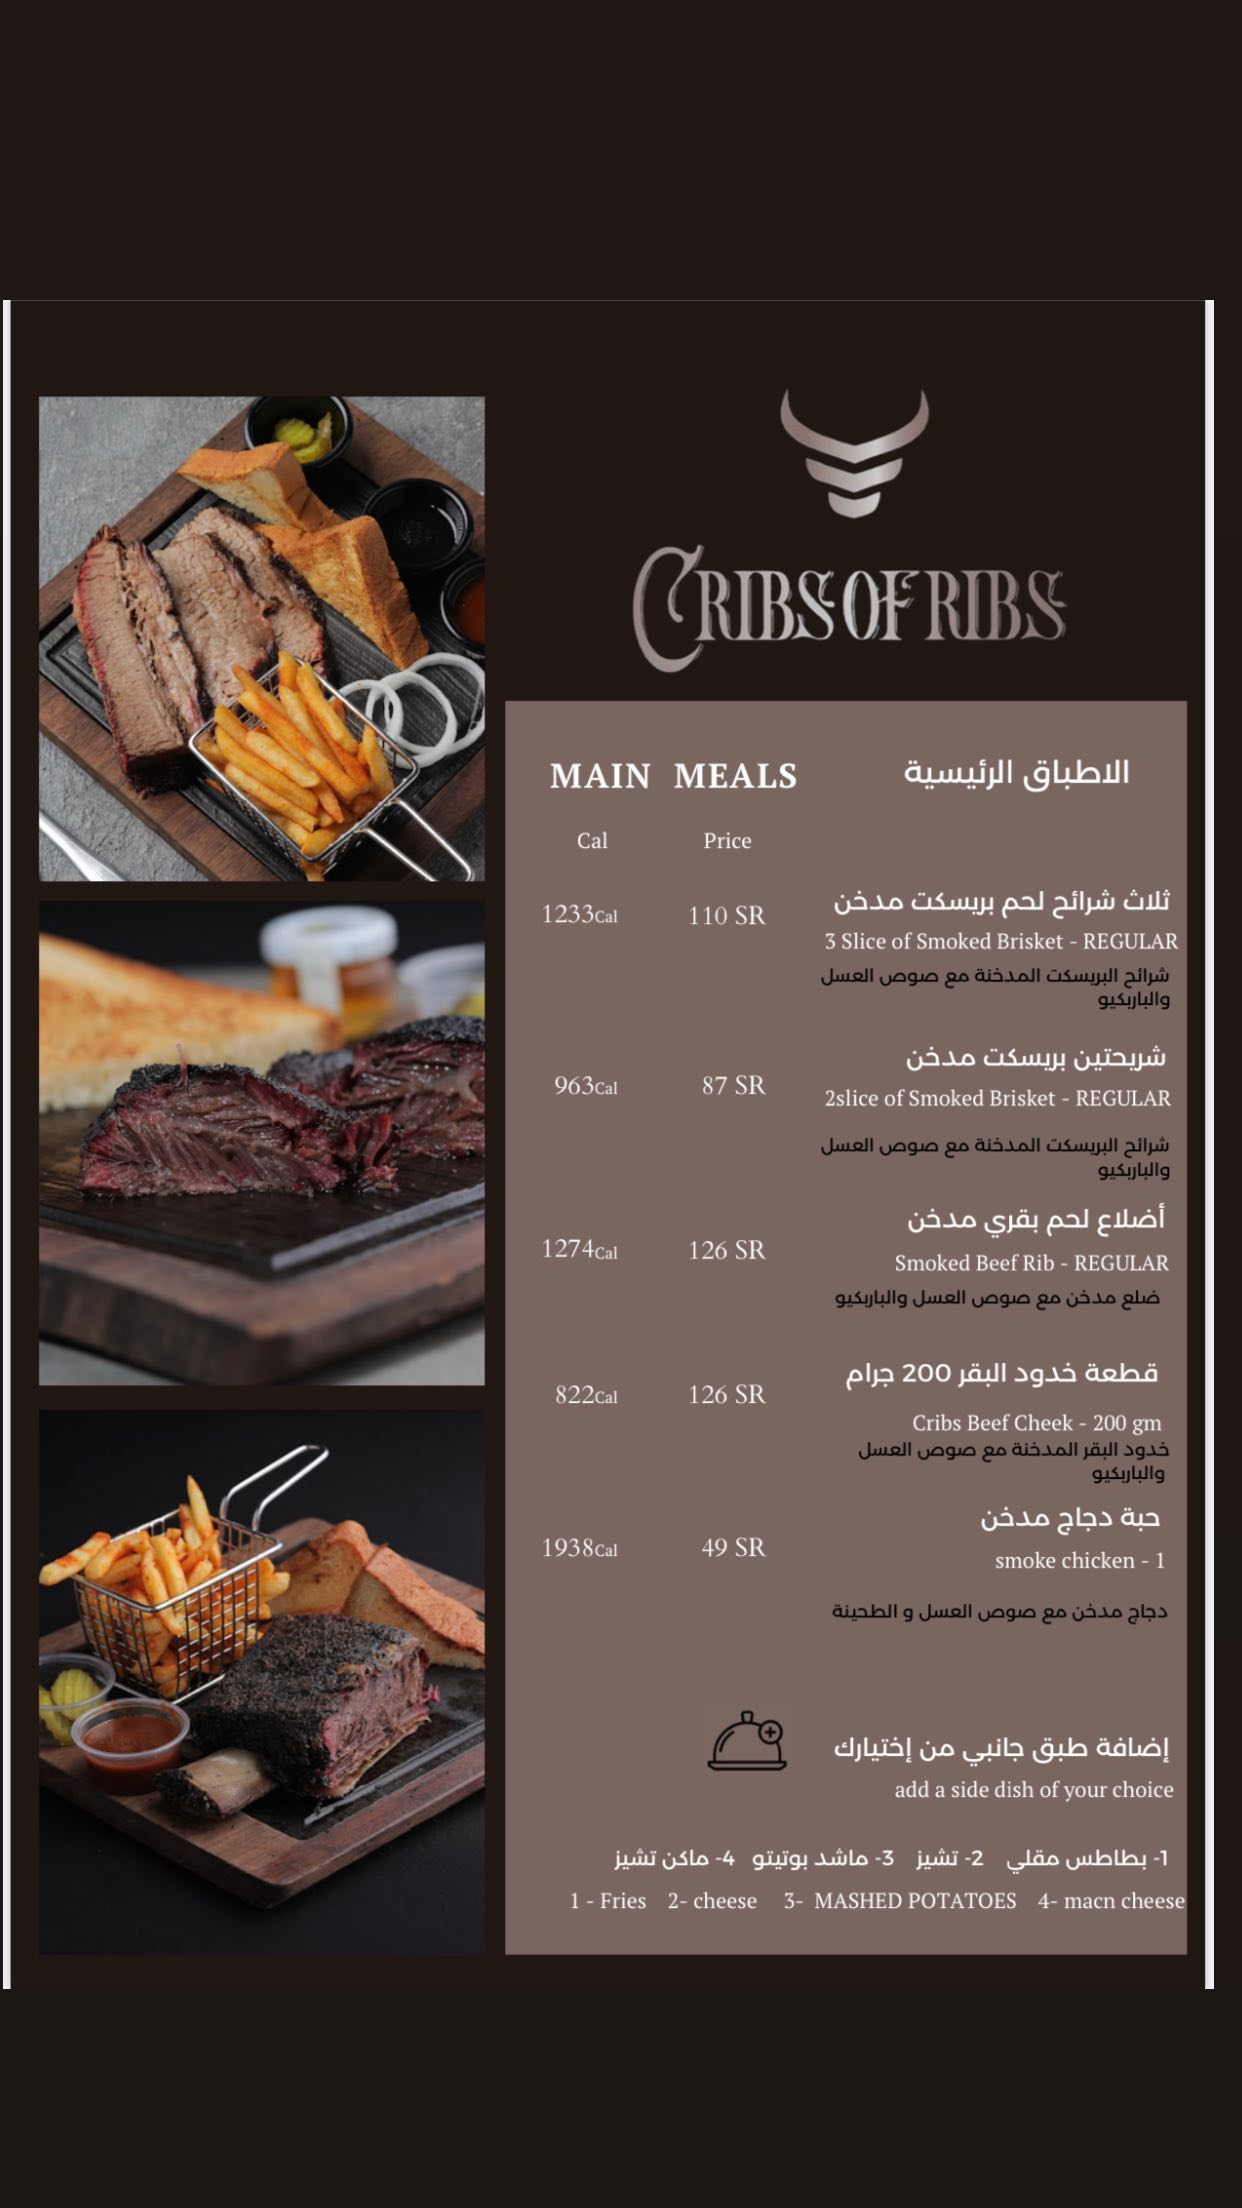 CRIBS OF RIBS
MAIN MEALS
الاطباق الرئيسية
Cal
Price
1233Cal
110 SR
ثلاث شرائح لحم بريسكت مدخن
3 Slice of Smoked Brisket - REGULAR
شرائح البريسكت المدخنة مع صوص العسل
والباربكيو
963Cal
87 SR
شريحتين بريسكت مدخن
2slice of Smoked Brisket - REGULAR
شرائح البريسكت المدخنة مع صوص العسل
والباربكيو
1274Cal
126 SR
أضلاع لحم بقري مدخن
Smoked Beef Rib - REGULAR
ضلع مدخن مع صوص العسل والباربكيو
822Cal
126 SR
قطعة خدود البقر 200 جرام
Cribs Beef Cheek - 200 gm
خدود البقر المدخنة مع صوص العسل
والباربكيو
1938Cal
49 SR
حبة دجاج مدخن
smoke chicken - 1
دجاج مدخن مع صوص العسل و الطحينة
إضافة طبق جانبي من إختيارك
add a side dish of your choice
1- بطاطس مقلي 2- تشيز 3- ماشد بوتيتو 4- ماكن تشيز
1 - Fries 2- cheese 3- MASHED POTATOES 4- macn cheese